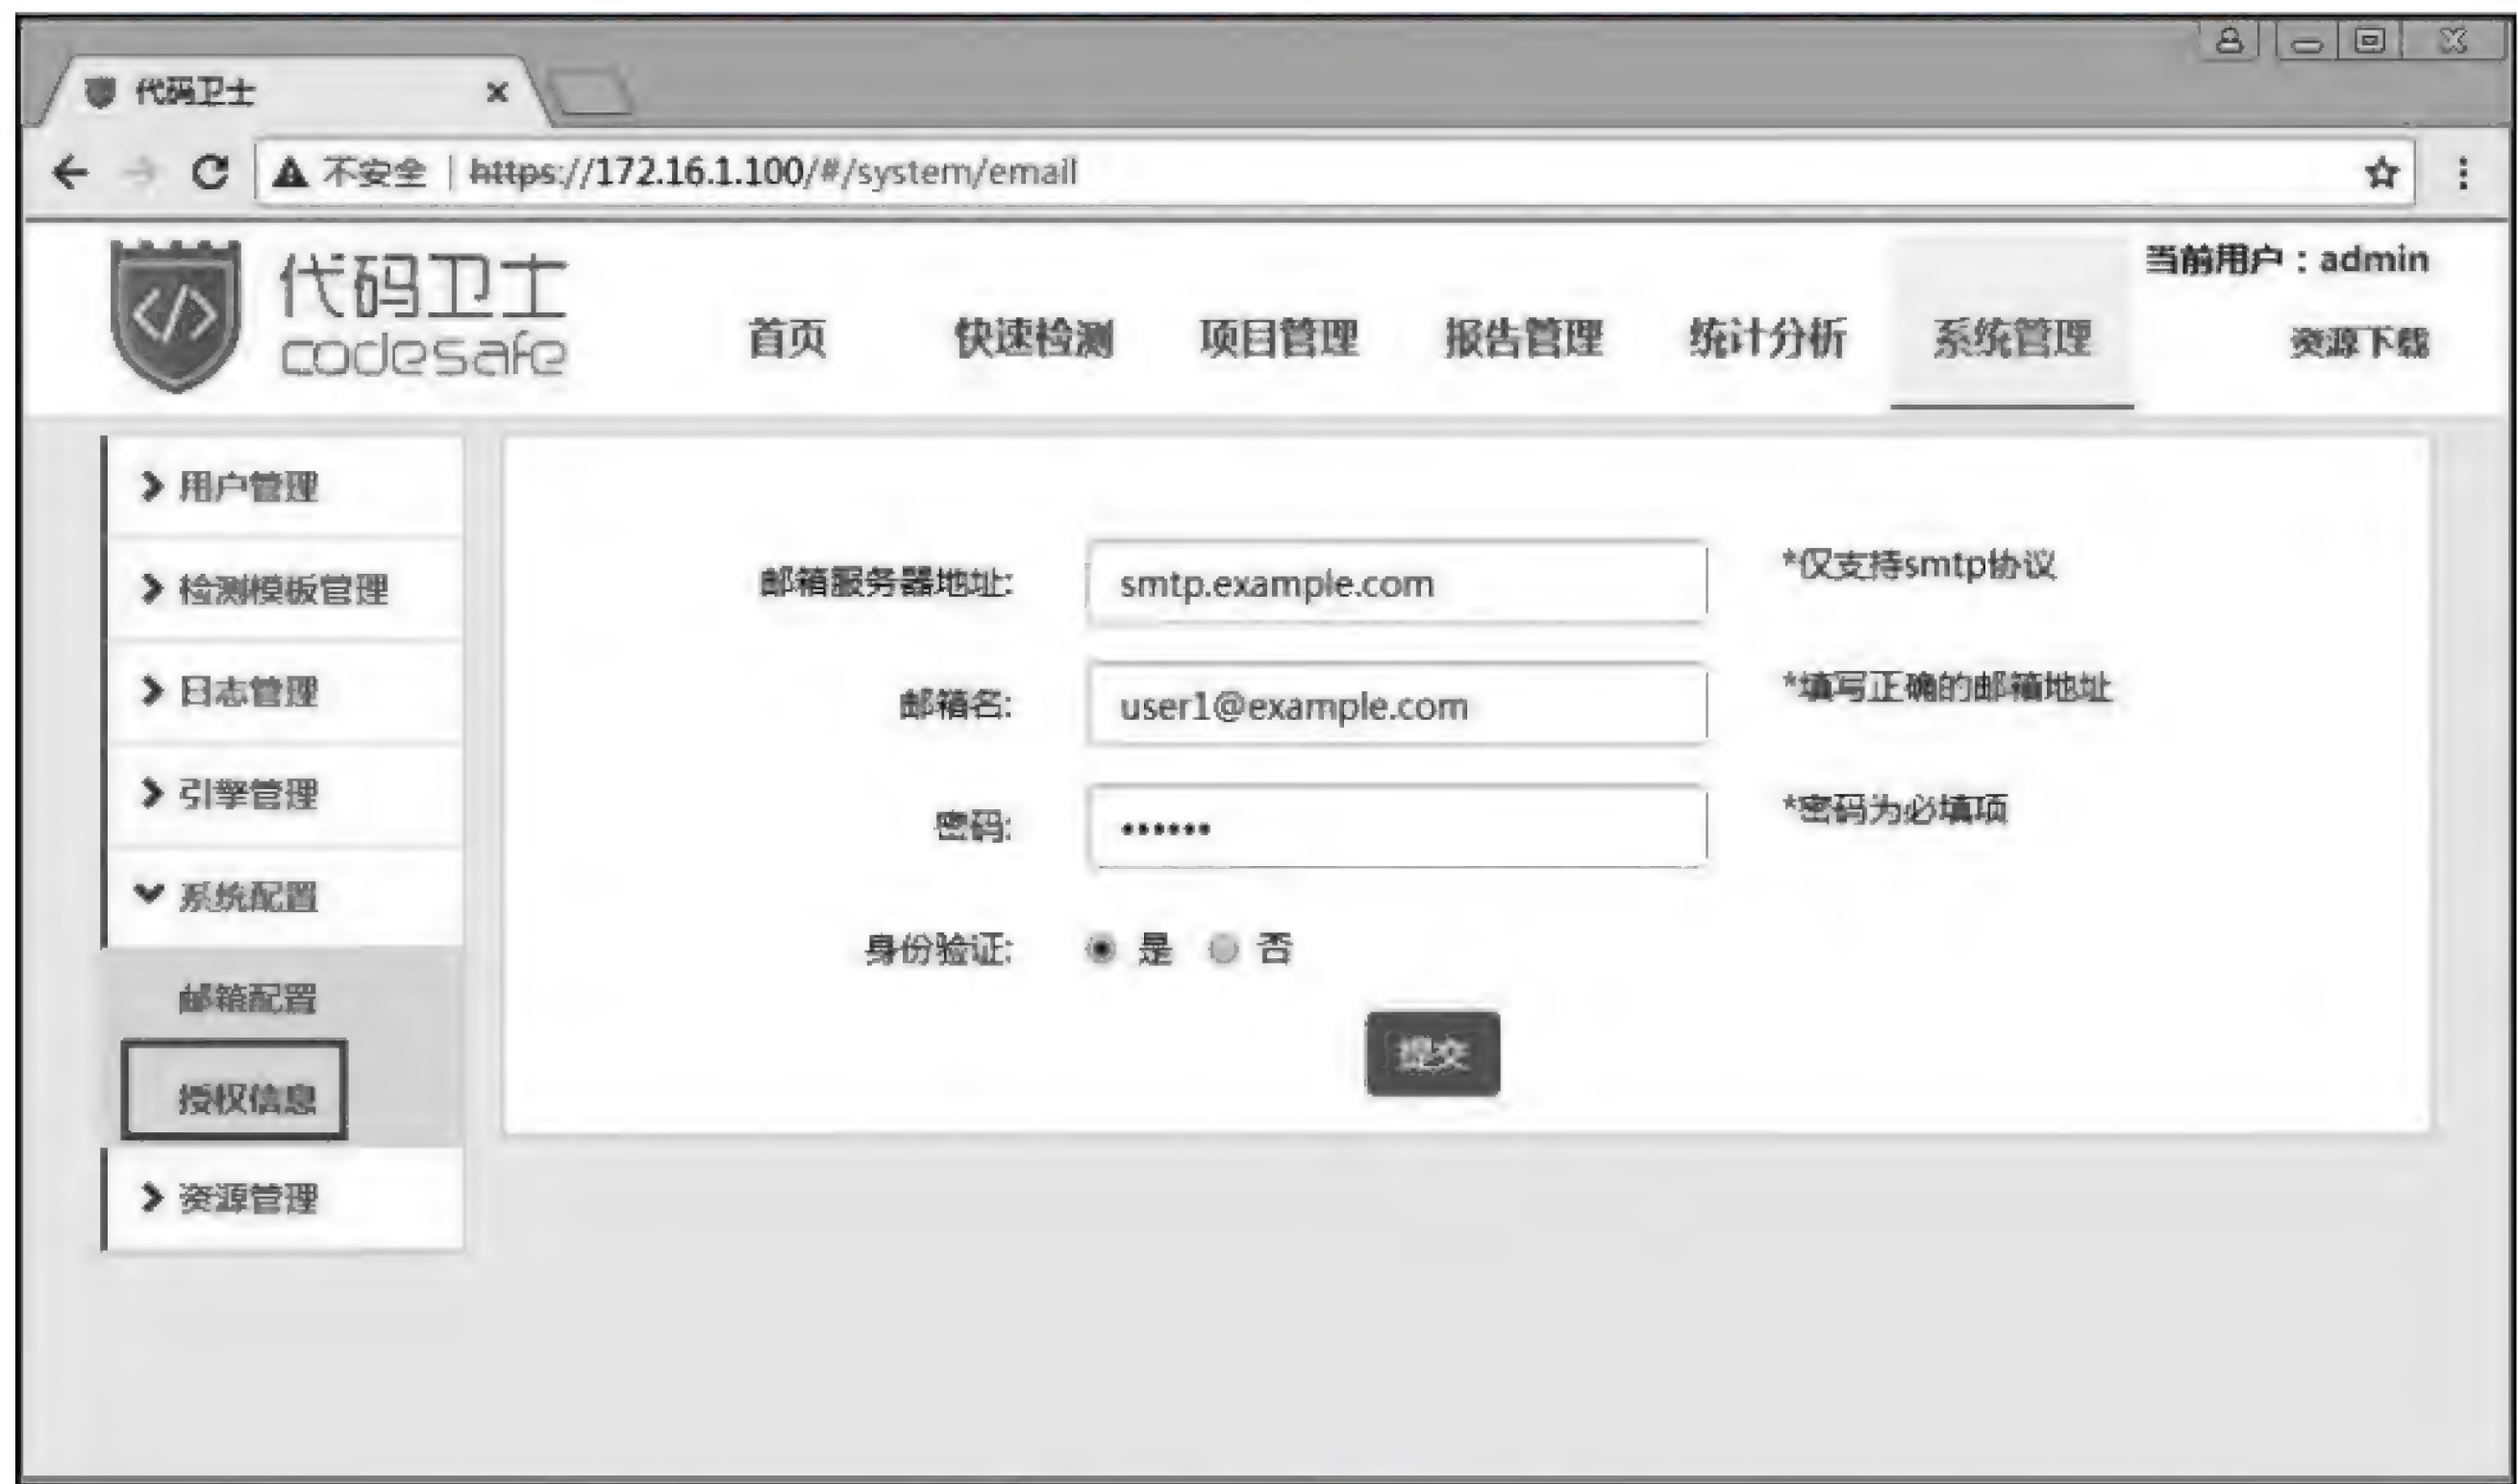 代码卫士
不安全 | https://172.16.1.100/#/system/email
代码卫士
codesafe
首页 快速检测 项目管理 报告管理 统计分析 系统管理
当前用户：admin
资源下载
用户管理
检测模板管理
日志管理
引擎管理
系统配置
邮箱配置
授权信息
资源管理
邮箱服务器地址: smtp.example.com *仅支持smtp协议
邮箱名: user1@example.com *填写正确的邮箱地址
密码: •••••• *密码为必填项
身份验证: 是 否
提交